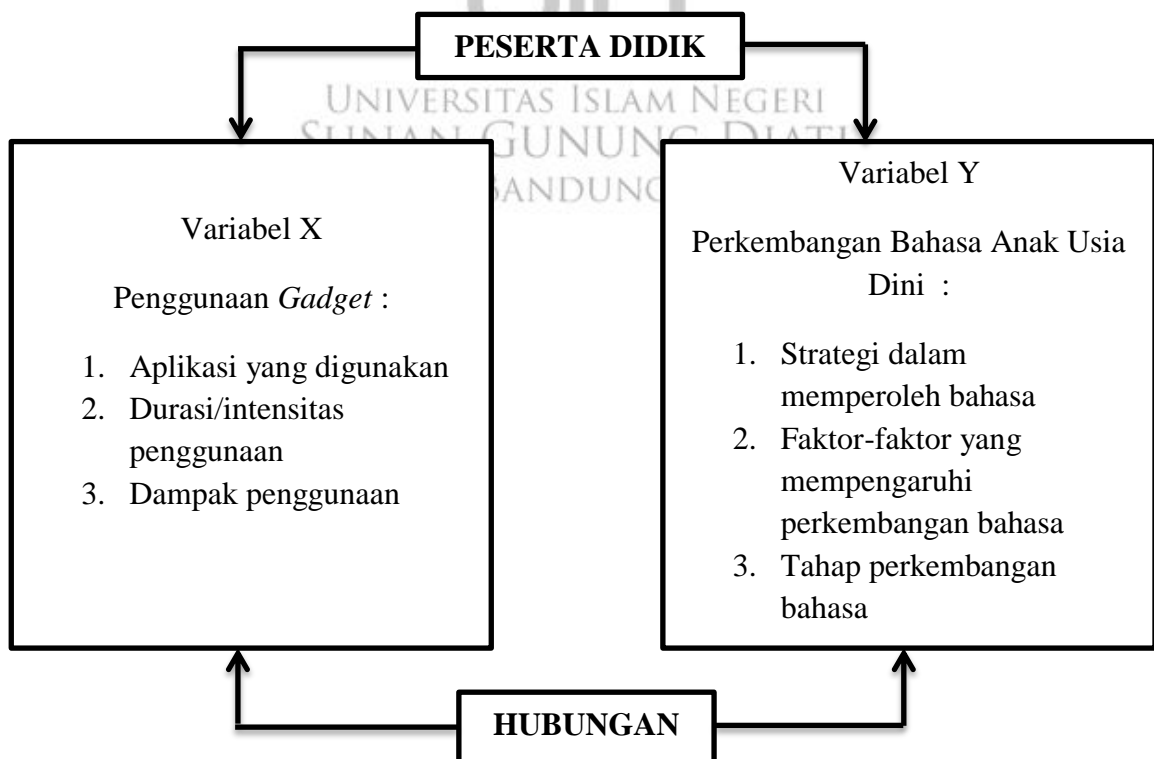 PESERTA DIDIK
UNIVERSITAS ISLAM NEGERI
SUNAN GUNUNG DJATI
BANDUNG
Variabel X
Penggunaan Gadget :
1. Aplikasi yang digunakan
2. Durasi/intensitas
penggunaan
3. Dampak penggunaan
Variabel Y
Perkembangan Bahasa Anak Usia
Dini :
1. Strategi dalam
memperoleh bahasa
2. Faktor-faktor yang
mempengaruhi
perkembangan bahasa
3. Tahap perkembangan
bahasa
HUBUNGAN